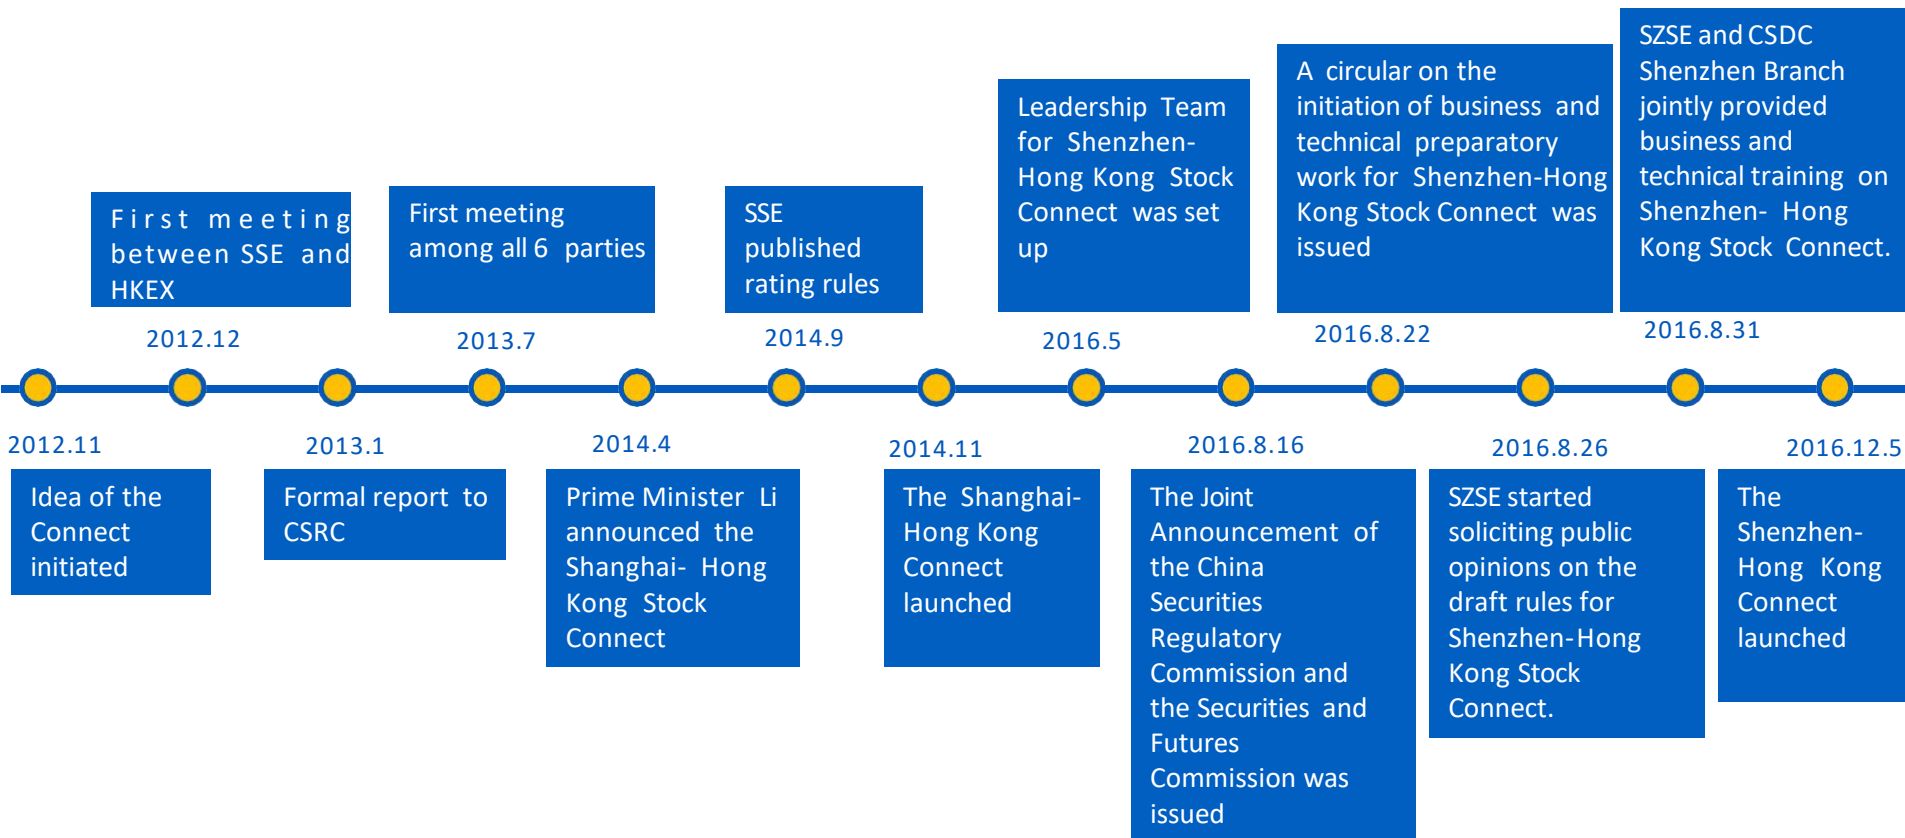 First meeting
between SSE and
HKEX
2012.12
First meeting
among all 6 parties
2013.7
SSE
published
rating rules
2014.9
Leadership Team
for Shenzhen-
Hong Kong Stock
Connect was set
up
2016.5
A circular on the
initiation of business and
technical preparatory
work for Shenzhen-Hong
Kong Stock Connect was
issued
2016.8.22
SZSE and CSDC
Shenzhen Branch
jointly provided
business and
technical training on
Shenzhen- Hong
Kong Stock Connect.
2016.8.31
2012.11
Idea of the
Connect
initiated
2013.1
Formal report to
CSRC
2014.4
Prime Minister Li
announced the
Shanghai- Hong
Kong Stock
Connect
2014.11
The Shanghai-
Hong Kong
Connect
launched
2016.8.16
The Joint
Announcement of
the China
Securities
Regulatory
Commission and
the Securities and
Futures
Commission was
issued
2016.8.26
SZSE started
soliciting public
opinions on the
draft rules for
Shenzhen-Hong
Kong Stock
Connect.
2016.12.5
The
Shenzhen-
Hong Kong
Connect
launched